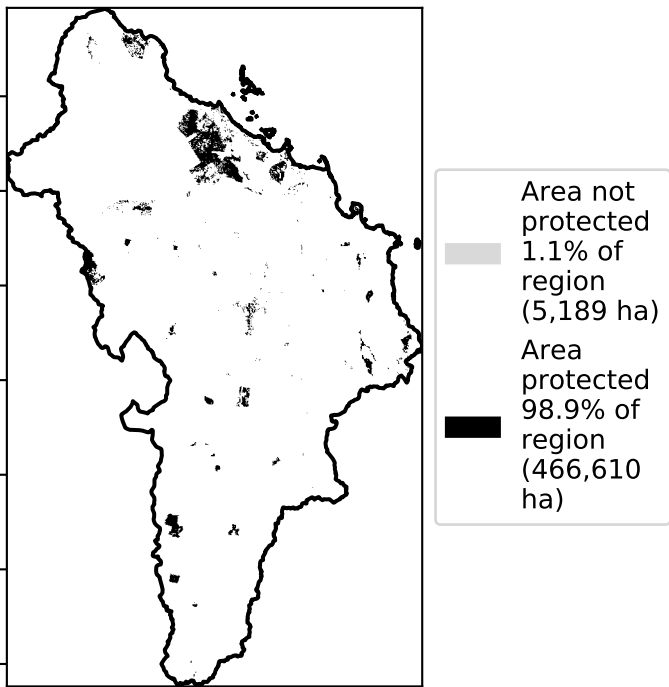 Area not
protected
1.1% of
region
(5,189 ha)
Area
protected
98.9% of
region
(466,610
ha)